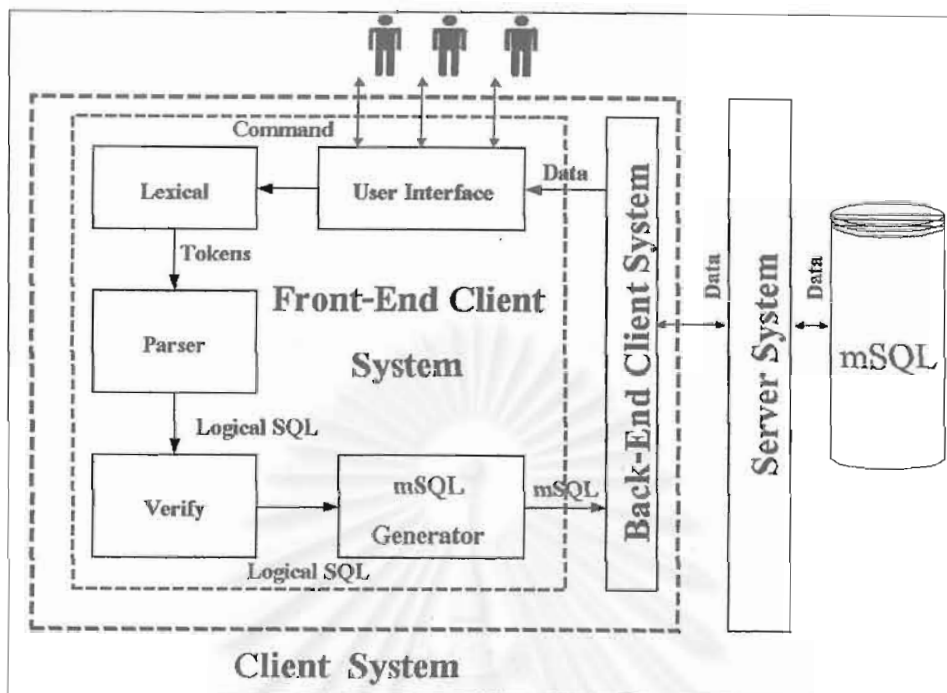 Command
Lexical
User Interface
Data
Tokens
Front-End Client
System
Parser
Logical SQL
Verify
mSQL
Generator
mSQL
Logical SQL
Back-End Client System
Data
Server System
Data
mSQL
Client System